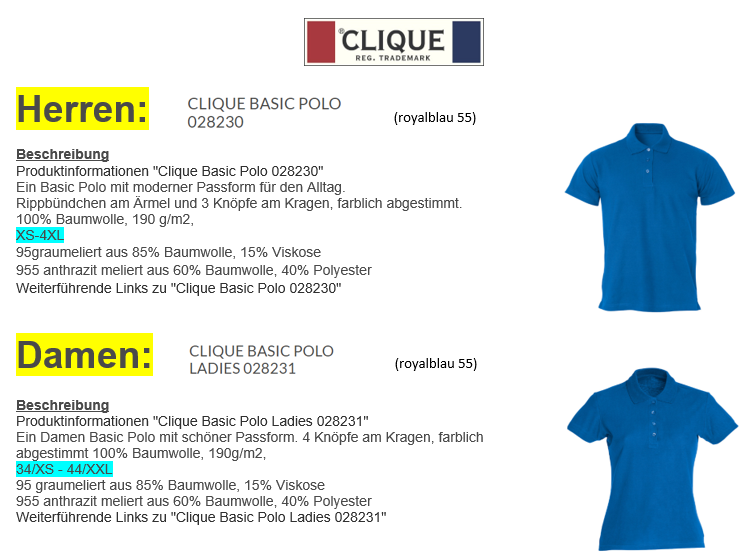 ®CLIQUE
REG. TRADEMARK
Herren:
CLIQUE BASIC POLO
028230
(royalblau 55)
Beschreibung
Produktinformationen "Clique Basic Polo 028230"
Ein Basic Polo mit moderner Passform für den Alltag.
Rippbündchen am Ärmel und 3 Knöpfe am Kragen, farblich abgestimmt.
100% Baumwolle, 190 g/m2,
XS-4XL
95graumeliert aus 85% Baumwolle, 15% Viskose
955 anthrazit meliert aus 60% Baumwolle, 40% Polyester
Weiterführende Links zu "Clique Basic Polo 028230"
Damen:
CLIQUE BASIC POLO
LADIES 028231
(royalblau 55)
Beschreibung
Produktinformationen "Clique Basic Polo Ladies 028231"
Ein Damen Basic Polo mit schöner Passform. 4 Knöpfe am Kragen, farblich
abgestimmt 100% Baumwolle, 190g/m2,
34/XS - 44/XXL
95 graumeliert aus 85% Baumwolle, 15% Viskose
955 anthrazit meliert aus 60% Baumwolle, 40% Polyester
Weiterführende Links zu "Clique Basic Polo Ladies 028231"